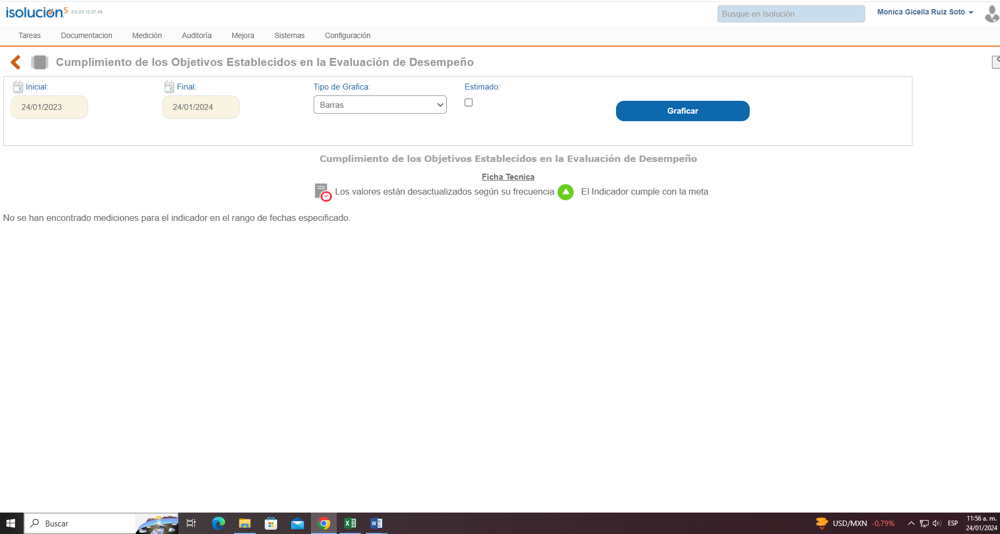 isolución5 5.0.23.12.07.49
Busque en Isolución
Monica Gicella Ruiz Soto
Tareas Documentacion Medición Auditoría Mejora Sistemas Configuración
Cumplimiento de los Objetivos Establecidos en la Evaluación de Desempeño
Inicial: Final: Tipo de Grafica: Estimado:
24/01/2023 24/01/2024 Barras Graficar
Cumplimiento de los Objetivos Establecidos en la Evaluación de Desempeño
Ficha Tecnica
Los valores están desactualizados según su frecuencia El Indicador cumple con la meta
No se han encontrado mediciones para el indicador en el rango de fechas especificado.
Buscar USD/MXN -0,79% ESP 11:56 a. m.
24/01/2024